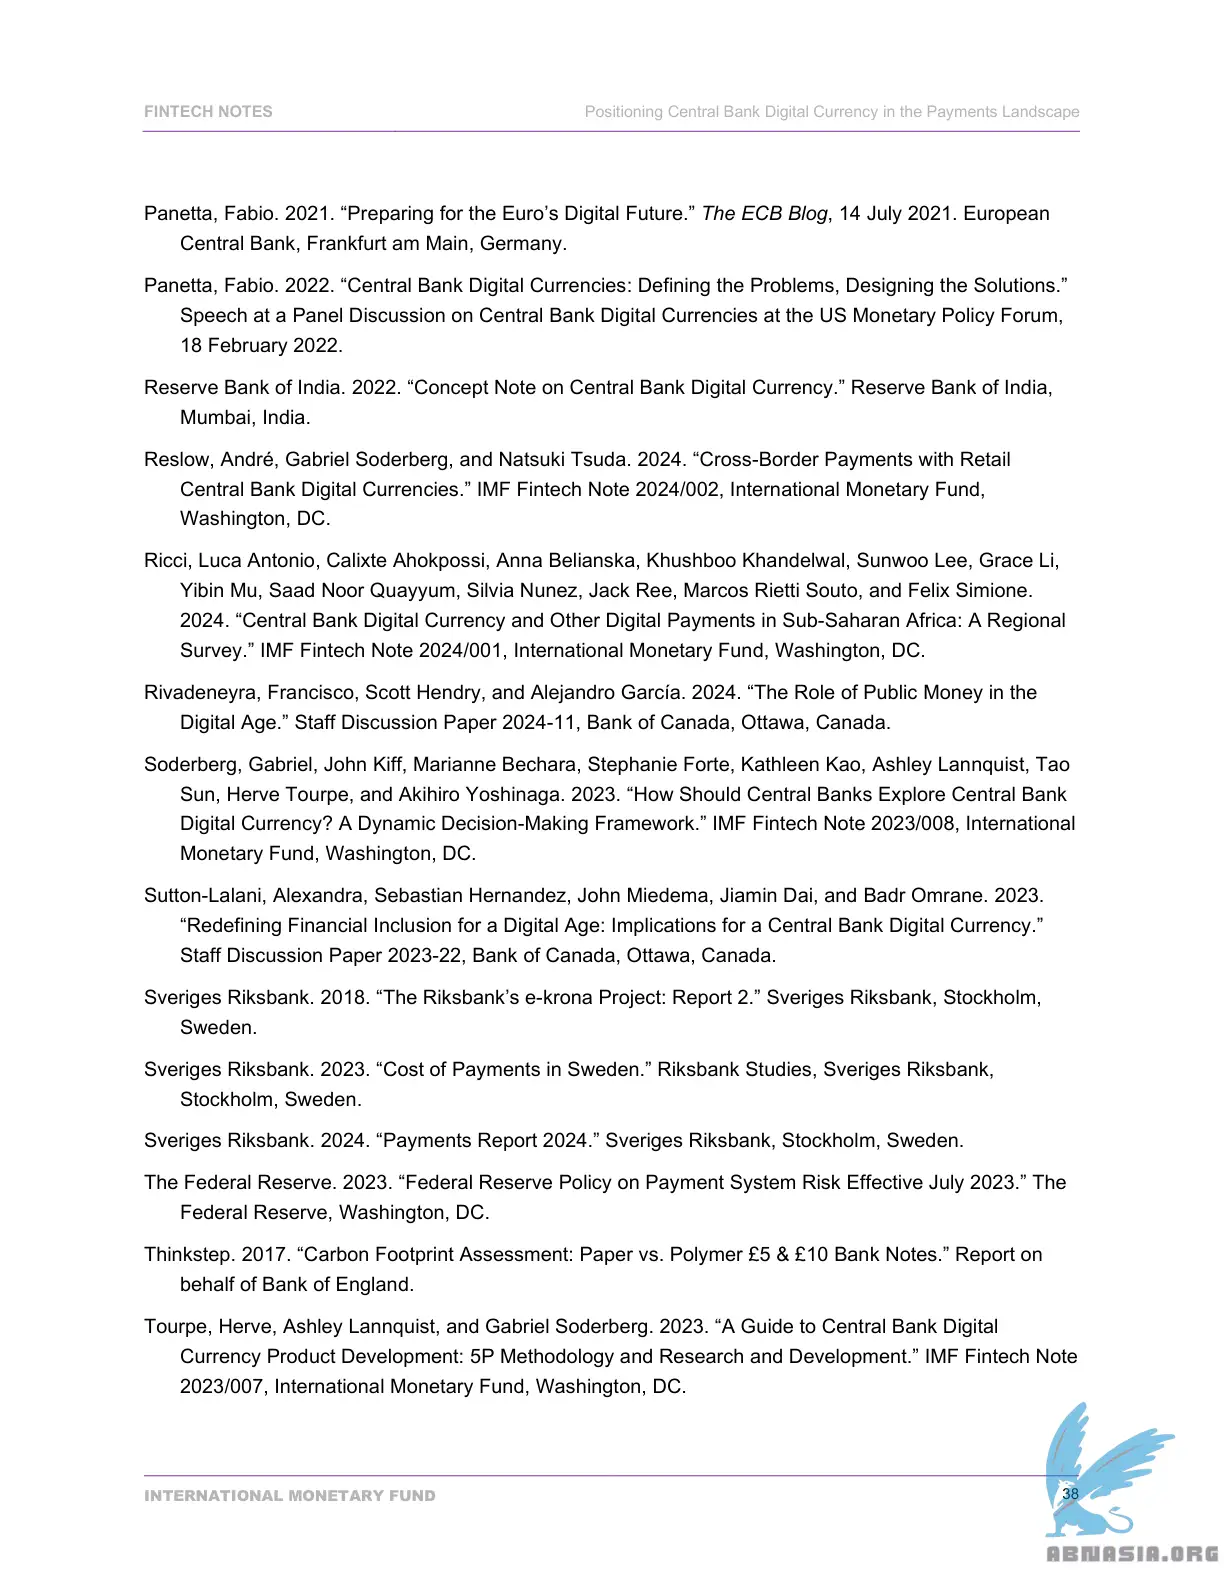 FINTECH NOTES
Positioning Central Bank Digital Currency in the Payments Landscape
Panetta, Fabio. 2021. “Preparing for the Euro’s Digital Future.” The ECB Blog, 14 July 2021. European
Central Bank, Frankfurt am Main, Germany.
Panetta, Fabio. 2022. “Central Bank Digital Currencies: Defining the Problems, Designing the Solutions.”
Speech at a Panel Discussion on Central Bank Digital Currencies at the US Monetary Policy Forum,
18 February 2022.
Reserve Bank of India. 2022. “Concept Note on Central Bank Digital Currency.” Reserve Bank of India,
Mumbai, India.
Reslow, André, Gabriel Soderberg, and Natsuki Tsuda. 2024. “Cross-Border Payments with Retail
Central Bank Digital Currencies.” IMF Fintech Note 2024/002, International Monetary Fund,
Washington, DC.
Ricci, Luca Antonio, Calixte Ahokpossi, Anna Belianska, Khushboo Khandelwal, Sunwoo Lee, Grace Li,
Yibin Mu, Saad Noor Quayyum, Silvia Nunez, Jack Ree, Marcos Rietti Souto, and Felix Simione.
2024. “Central Bank Digital Currency and Other Digital Payments in Sub-Saharan Africa: A Regional
Survey.” IMF Fintech Note 2024/001, International Monetary Fund, Washington, DC.
Rivadeneyra, Francisco, Scott Hendry, and Alejandro García. 2024. “The Role of Public Money in the
Digital Age.” Staff Discussion Paper 2024-11, Bank of Canada, Ottawa, Canada.
Soderberg, Gabriel, John Kiff, Marianne Bechara, Stephanie Forte, Kathleen Kao, Ashley Lannquist, Tao
Sun, Herve Tourpe, and Akihiro Yoshinaga. 2023. “How Should Central Banks Explore Central Bank
Digital Currency? A Dynamic Decision-Making Framework.” IMF Fintech Note 2023/008, International
Monetary Fund, Washington, DC.
Sutton-Lalani, Alexandra, Sebastian Hernandez, John Miedema, Jiamin Dai, and Badr Omrane. 2023.
“Redefining Financial Inclusion for a Digital Age: Implications for a Central Bank Digital Currency.”
Staff Discussion Paper 2023-22, Bank of Canada, Ottawa, Canada.
Sveriges Riksbank. 2018. “The Riksbank’s e-krona Project: Report 2.” Sveriges Riksbank, Stockholm,
Sweden.
Sveriges Riksbank. 2023. “Cost of Payments in Sweden.” Riksbank Studies, Sveriges Riksbank,
Stockholm, Sweden.
Sveriges Riksbank. 2024. “Payments Report 2024.” Sveriges Riksbank, Stockholm, Sweden.
The Federal Reserve. 2023. “Federal Reserve Policy on Payment System Risk Effective July 2023.” The
Federal Reserve, Washington, DC.
Thinkstep. 2017. “Carbon Footprint Assessment: Paper vs. Polymer £5 & £10 Bank Notes.” Report on
behalf of Bank of England.
Tourpe, Herve, Ashley Lannquist, and Gabriel Soderberg. 2023. “A Guide to Central Bank Digital
Currency Product Development: 5P Methodology and Research and Development.” IMF Fintech Note
2023/007, International Monetary Fund, Washington, DC.
INTERNATIONAL MONETARY FUND
38
ABNASIA.ORG